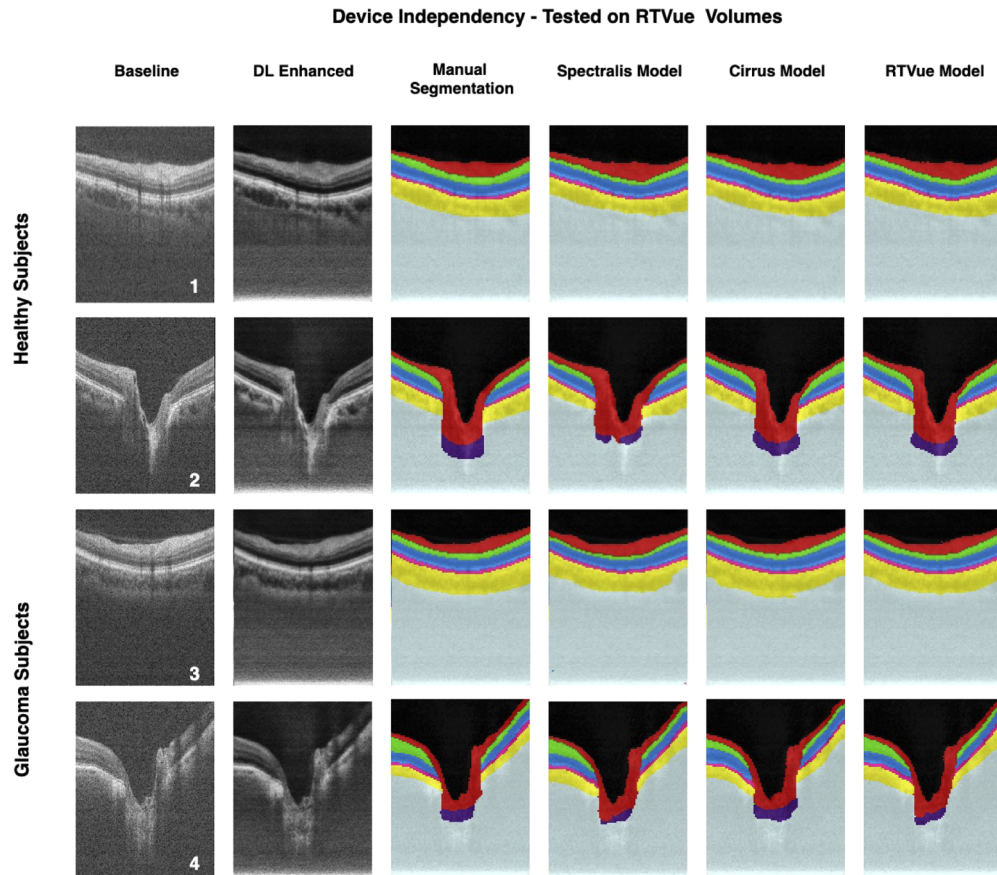 Device Independency - Tested on RTVue Volumes
Baseline
DL Enhanced
Manual
Segmentation
Spectralis Model
Cirrus Model
RTVue Model
Healthy Subjects
1
2
Glaucoma Subjects
3
4